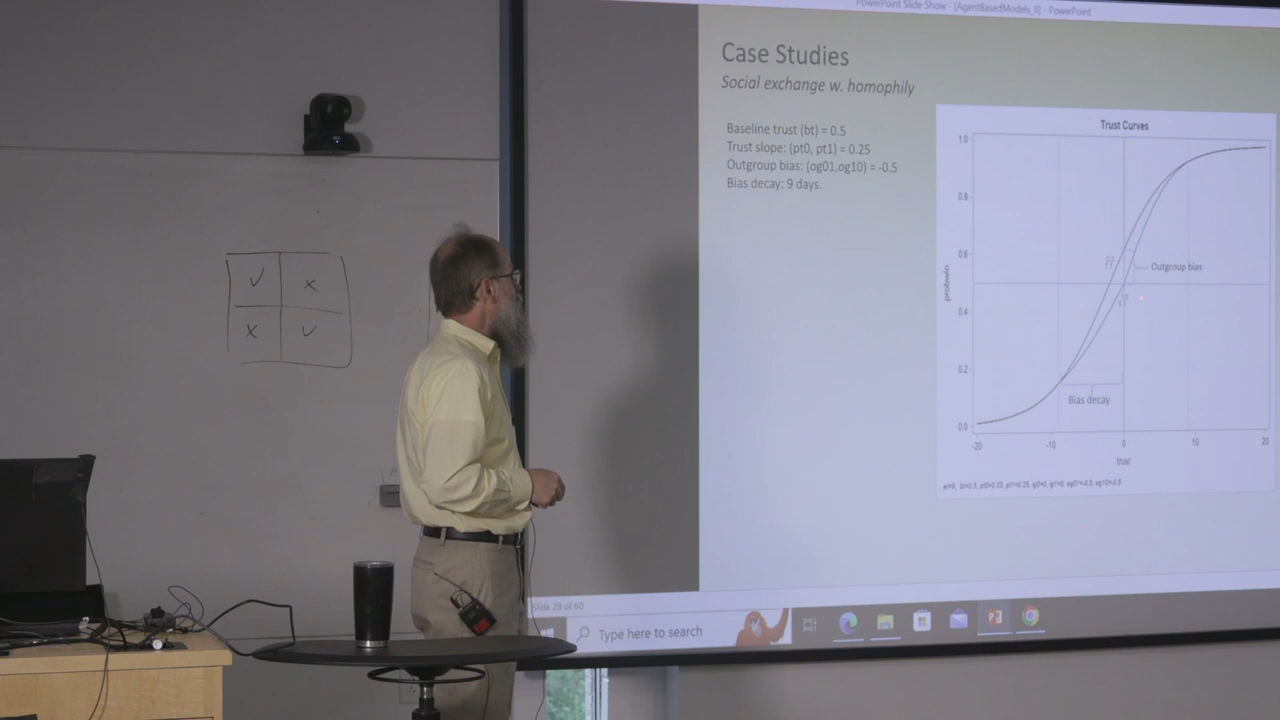 PowerPoint Slide Show - [AgentBasedModels_II] - PowerPoint
Case Studies
Social exchange w. homophily
Baseline trust (bt) = 0.5
Trust slope: (pt0, pt1) = 0.25
Outgroup bias: (og01,og10) = -0.5
Bias decay: 9 days.
Trust Curves
1.0
0.8
0.6
0.4
0.2
0.0
probwin
Outgroup bias
Bias decay
-20
-10
0
10
20
trust
Slide 28 of 60
Type here to search